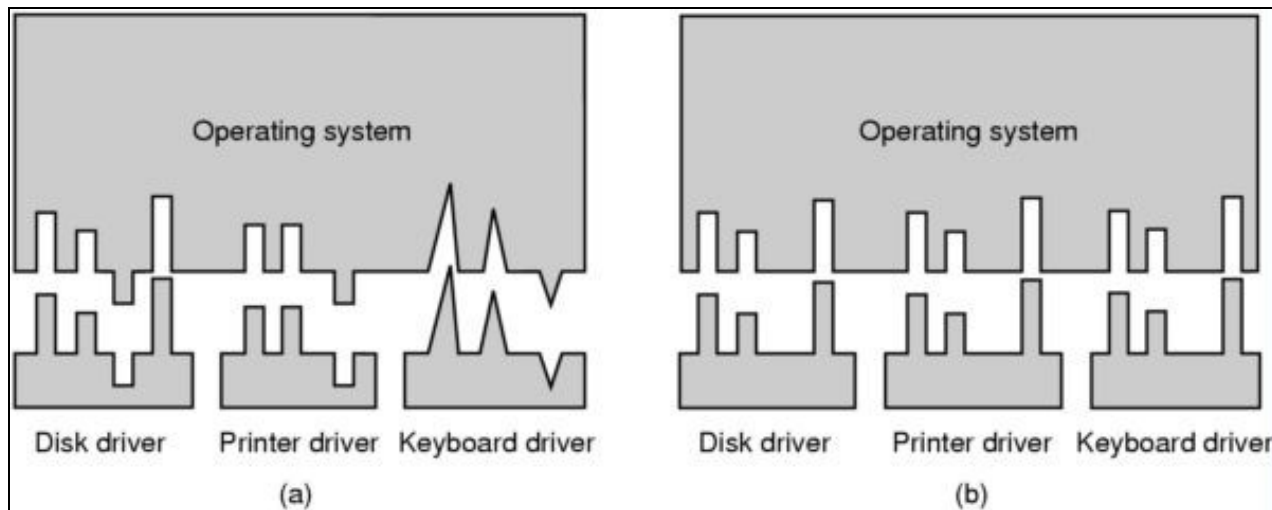 Operating system
Operating system
Disk driver
Printer driver
Keyboard driver
Disk driver
Printer driver
Keyboard driver
(a)
(b)